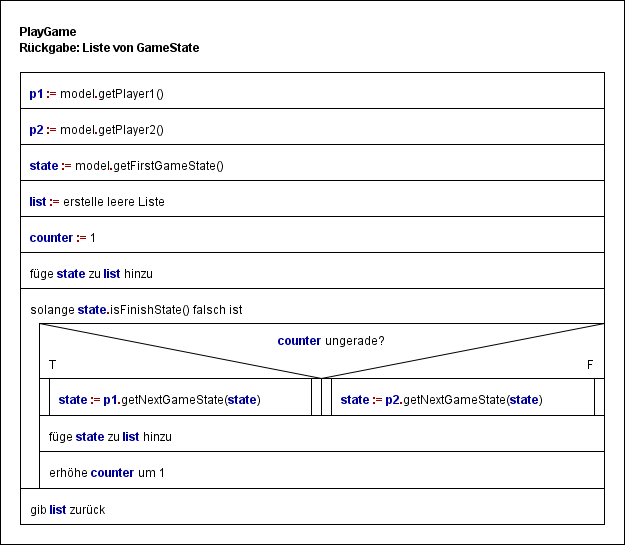 PlayGame
Rückgabe: Liste von GameState
p1 := model.getPlayer1()
p2 := model.getPlayer2()
state := model.getFirstGameState()
list := erstelle leere Liste
counter := 1
füge state zu list hinzu
solange state.isFinishState() falsch ist
counter ungerade?
T F
state := p1.getNextGameState(state) state := p2.getNextGameState(state)
füge state zu list hinzu
erhöhe counter um 1
gib list zurück